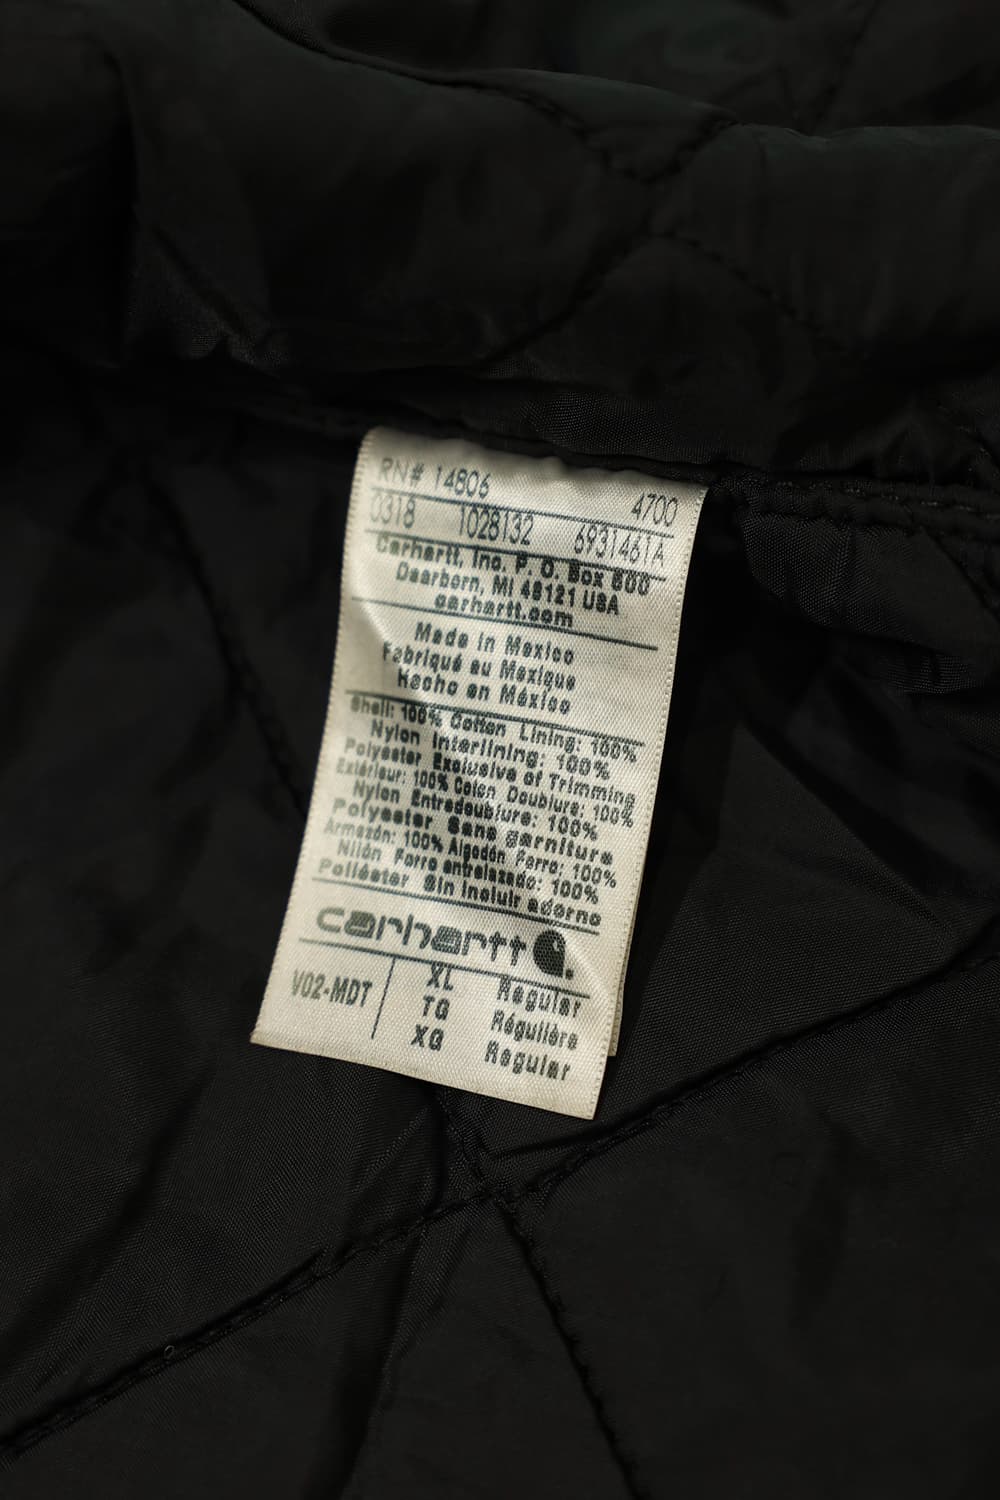 RN# 14806
4700
0318 1028132 6931461A
Carhartt, Inc. P. O. Box 600
Dearborn, MI 48121 USA
carhartt.com
Made in Mexico
Fabriqué au Mexique
Hecho en México
Shell: 100% Cotton Lining: 100%
Nylon Interlining: 100%
Polyester Exclusive of Trimming
Extérieur: 100% Coton Doublure: 100%
Nylon Entredoublure: 100%
Polyester Sans garniture
Armazón: 100% Algodón Forro: 100%
Nilón Forro entrelazado: 100%
Poliéster Sin incluir adorno
carhartt
V02-MDT XL Regular
TG Régulière
XG Regular